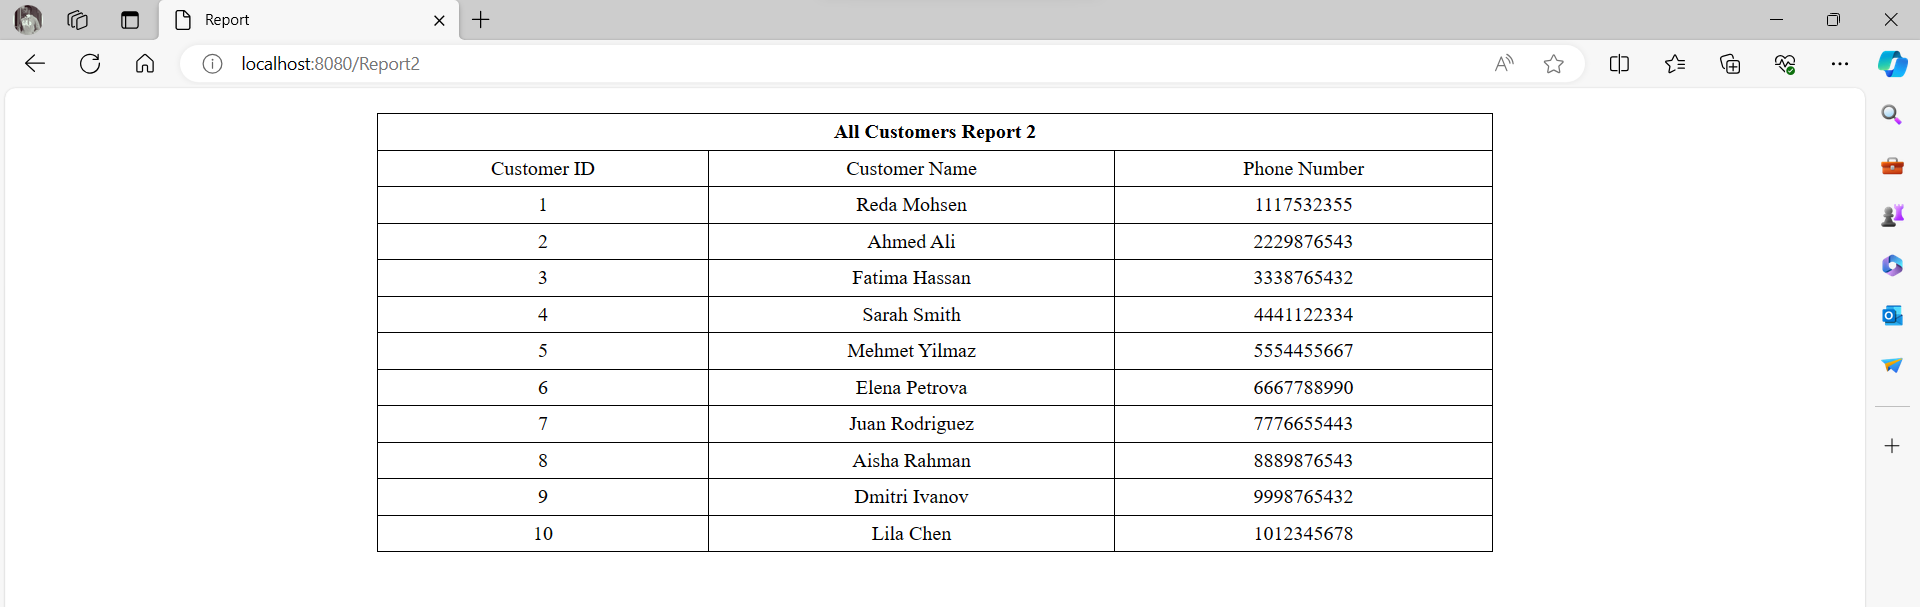 Report
localhost:8080/Report2
All Customers Report 2
Customer ID Customer Name Phone Number
1 Reda Mohsen 1117532355
2 Ahmed Ali 2229876543
3 Fatima Hassan 3338765432
4 Sarah Smith 4441122334
5 Mehmet Yilmaz 5554455667
6 Elena Petrova 6667788990
7 Juan Rodriguez 7776655443
8 Aisha Rahman 8889876543
9 Dmitri Ivanov 9998765432
10 Lila Chen 1012345678